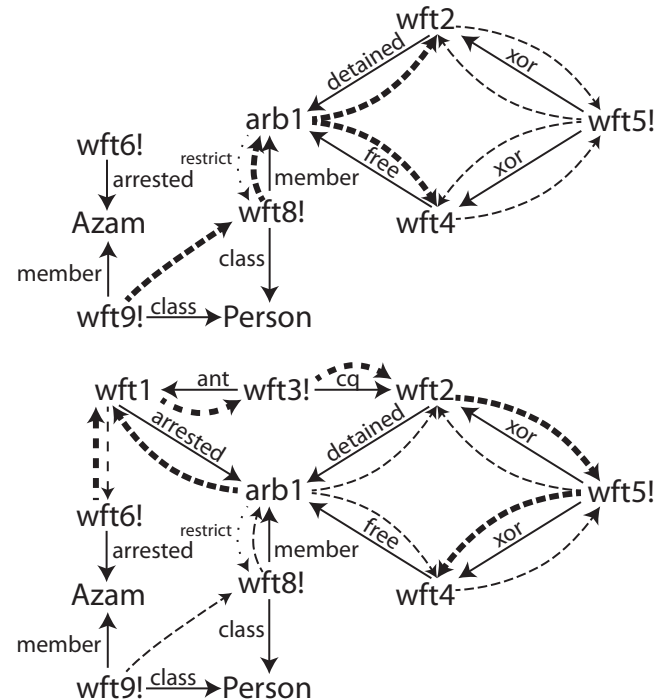 wft2
detained
xor
arb1
wft5!
wft6!
restrict
free
xor
arrested
member
wft8!
wft4
Azam
member
class
wft9!
class
Person
wft1
ant
wft3!
cq
wft2
arrested
detained
xor
arb1
wft5!
wft6!
restrict
free
xor
arrested
member
wft8!
wft4
Azam
member
class
wft9!
class
Person